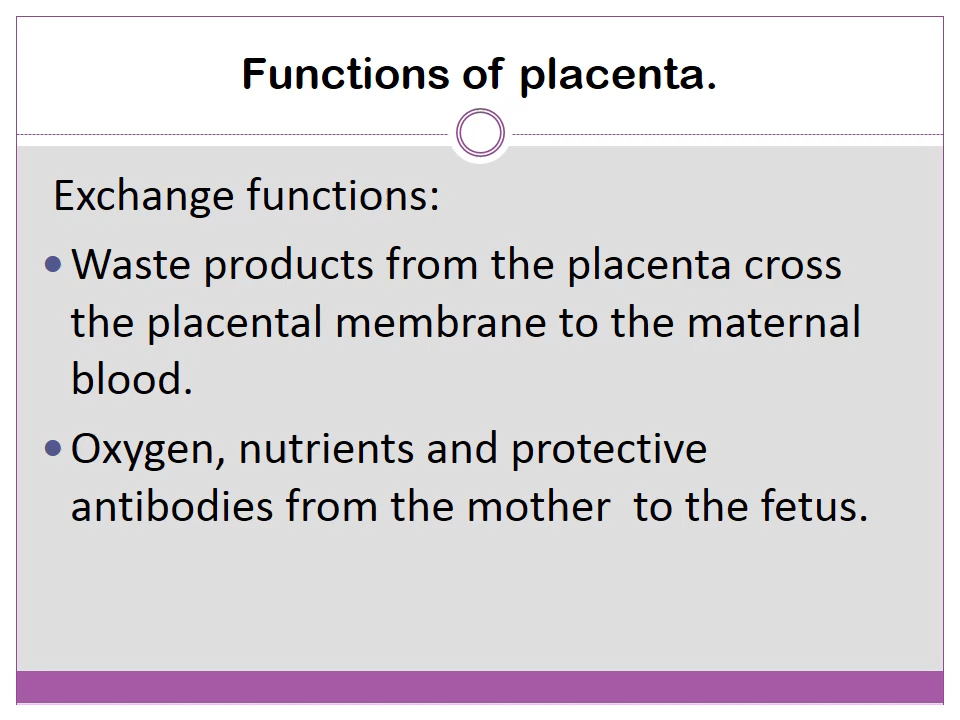 Functions of placenta.
Exchange functions:
• Waste products from the placenta cross
the placental membrane to the maternal
blood.
• Oxygen, nutrients and protective
antibodies from the mother  to the fetus.